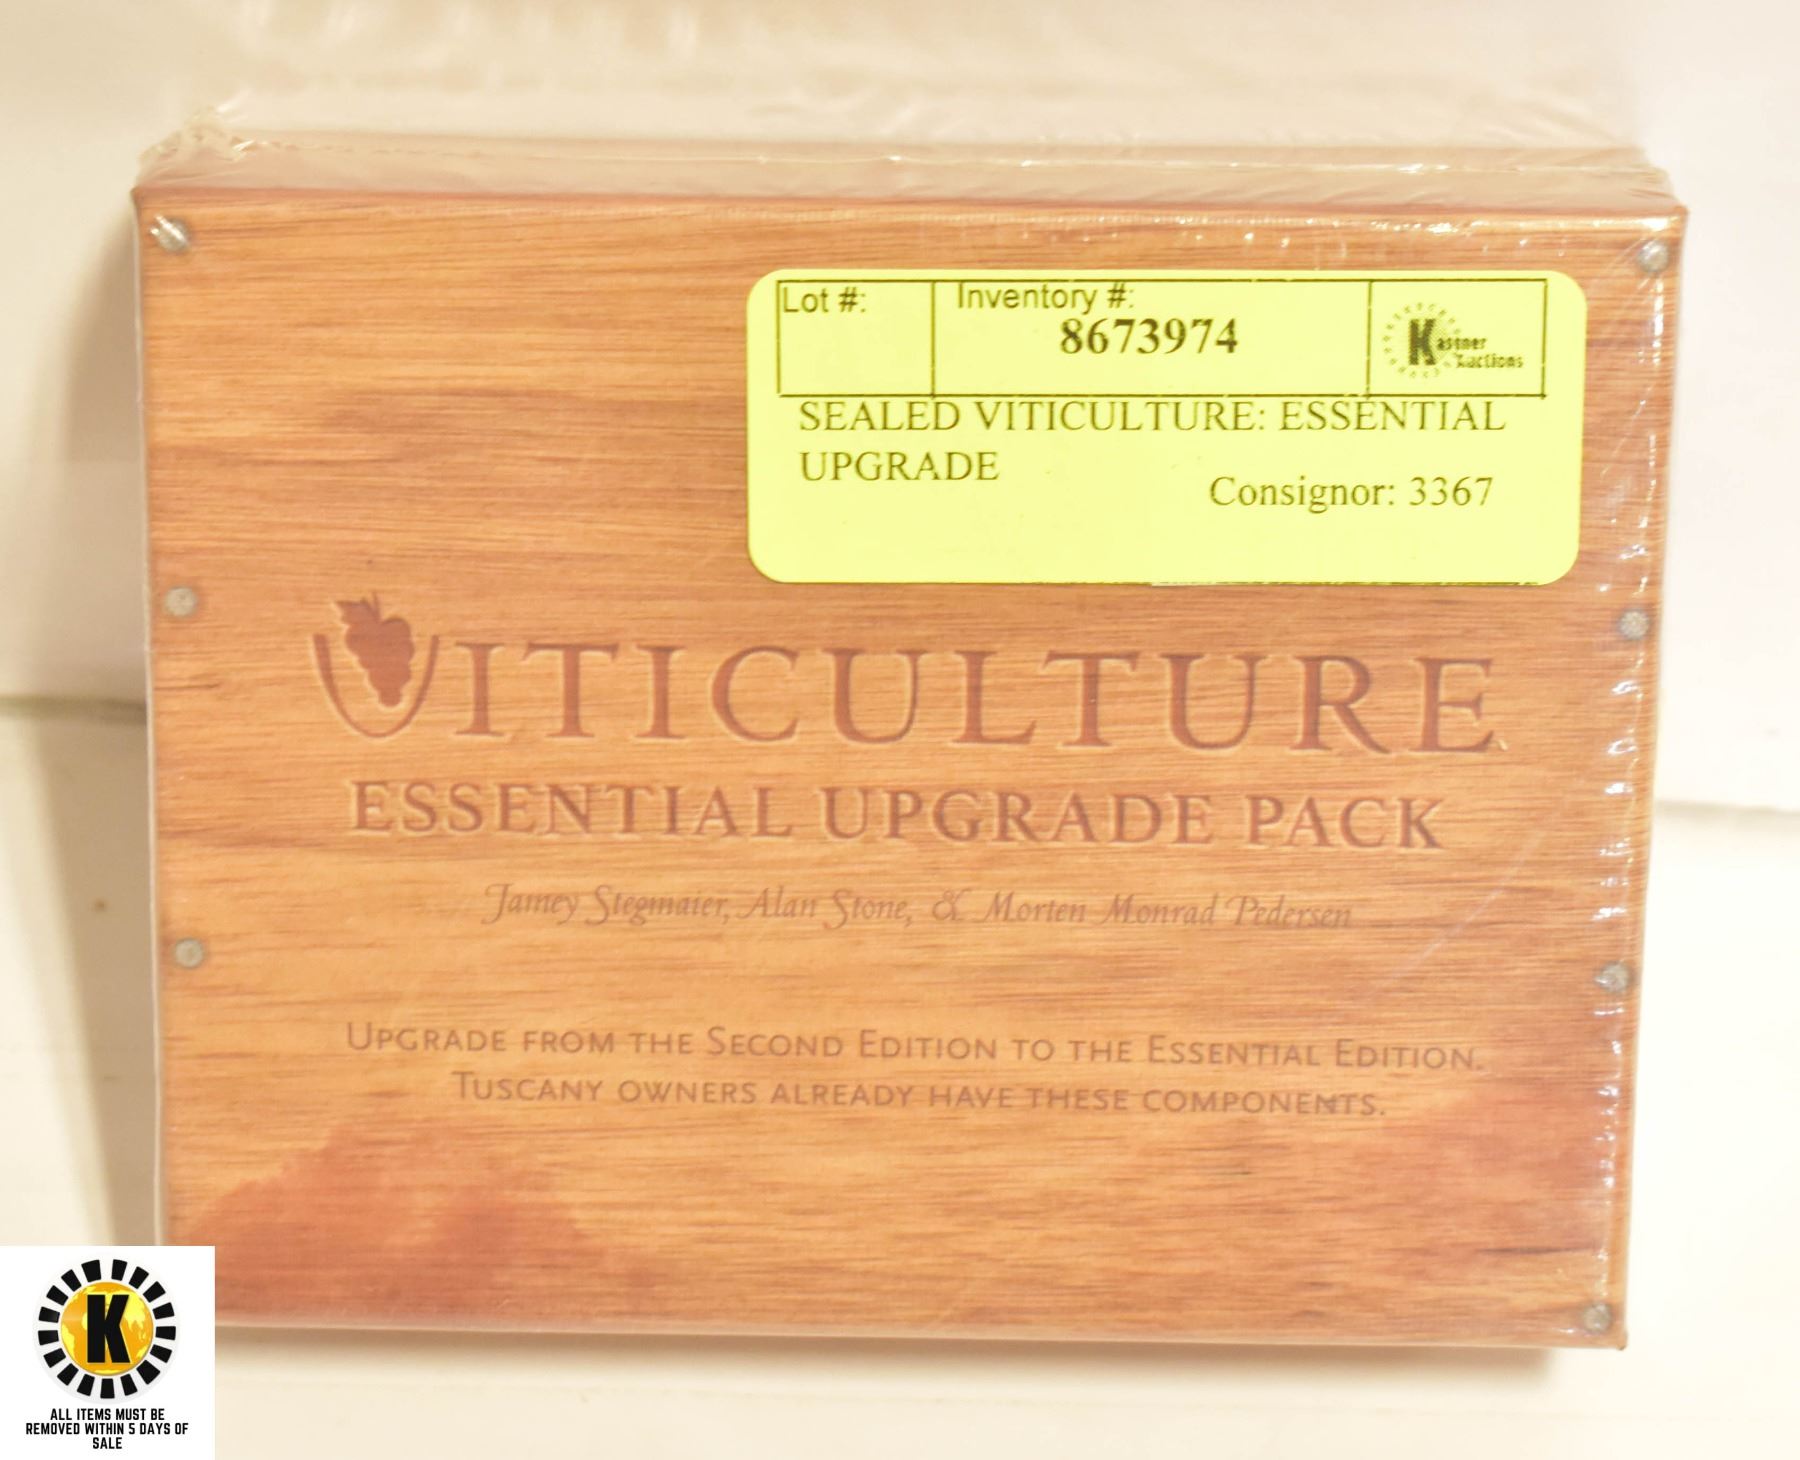 Lot #:
Inventory #:
8673974
Kastner
Auctions
SEALED VITICULTURE: ESSENTIAL
UPGRADE
Consignor: 3367
VITICULTURE
ESSENTIAL UPGRADE PACK
Jamey Stegmaier, Alan Stone, & Morten Monrad Pedersen
UPGRADE FROM THE SECOND EDITION TO THE ESSENTIAL EDITION.
TUSCANY OWNERS ALREADY HAVE THESE COMPONENTS.
K
ALL ITEMS MUST BE
REMOVED WITHIN 5 DAYS OF
SALE